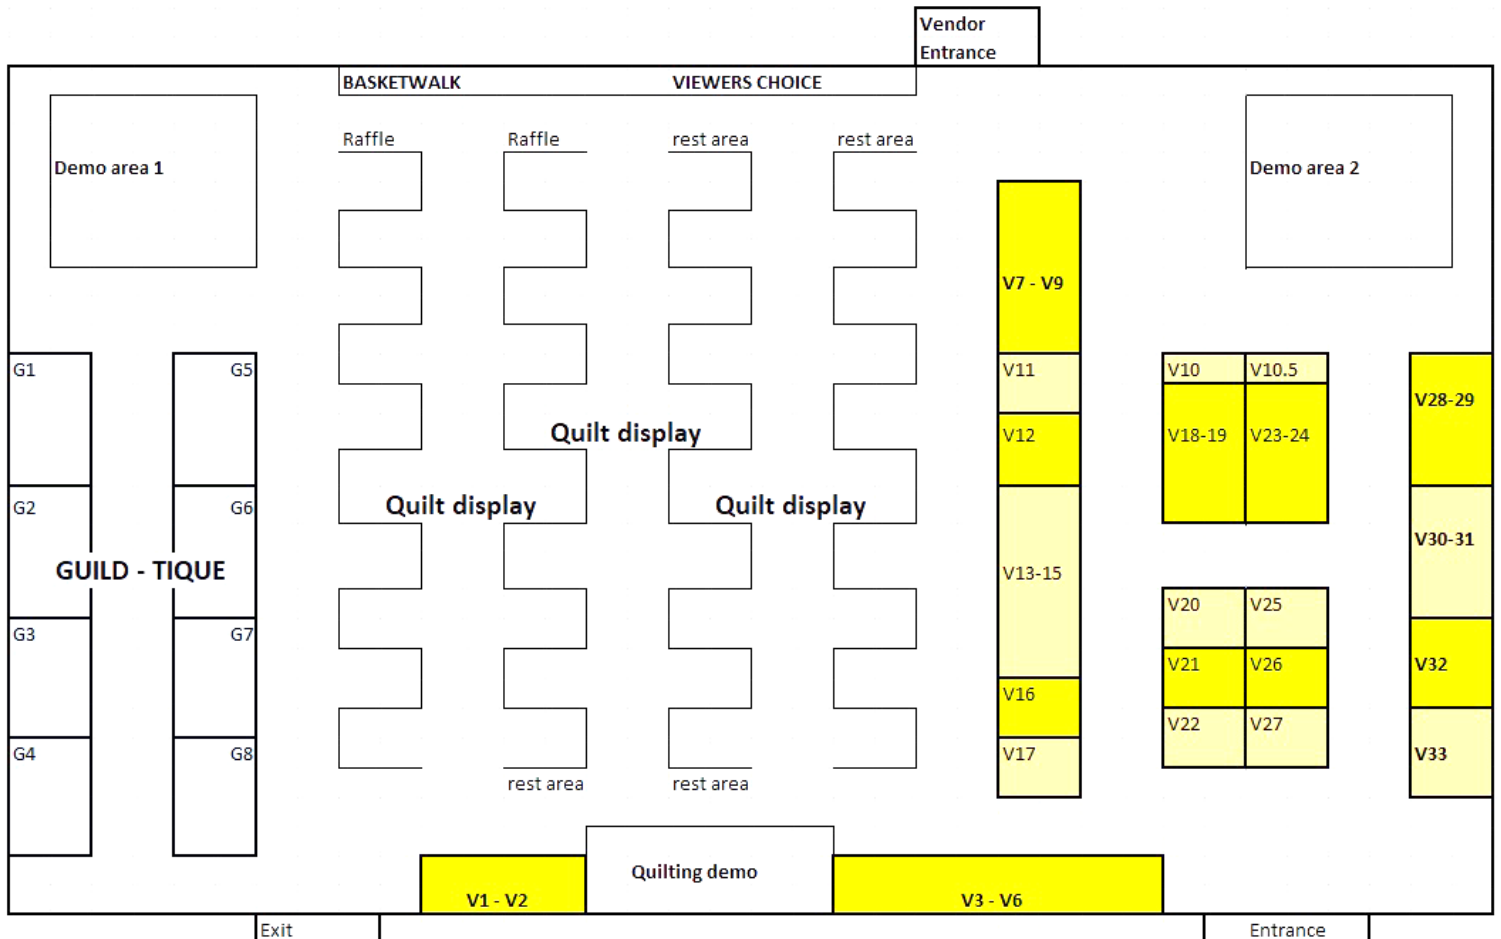 Vendor
Entrance
BASKETWALK
VIEWERS CHOICE
Raffle
Raffle
rest area
rest area
Demo area 1
Demo area 2
V7 - V9
G1
G5
V11
V10
V10.5
V28-29
Quilt display
V12
V18-19
V23-24
G2
G6
Quilt display
Quilt display
V30-31
GUILD - TIQUE
V13-15
V20
V25
G3
G7
V21
V26
V32
V16
V22
V27
G4
G8
V17
V33
rest area
rest area
Quilting demo
V1 - V2
V3 - V6
Exit
Entrance